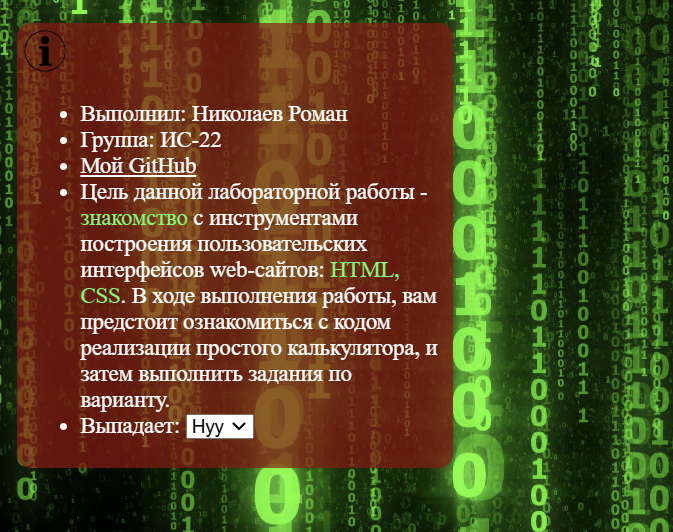 i
Выполнил: Николаев Роман
Группа: ИС-22
Мой GitHub
Цель данной лабораторной работы -
знакомство с инструментами
построения пользовательских
интерфейсов web-сайтов: HTML,
CSS. В ходе выполнения работы, вам
предстоит ознакомиться с кодом
реализации простого калькулятора, и
затем выполнить задания по
варианту.
Выпадает: Нуу